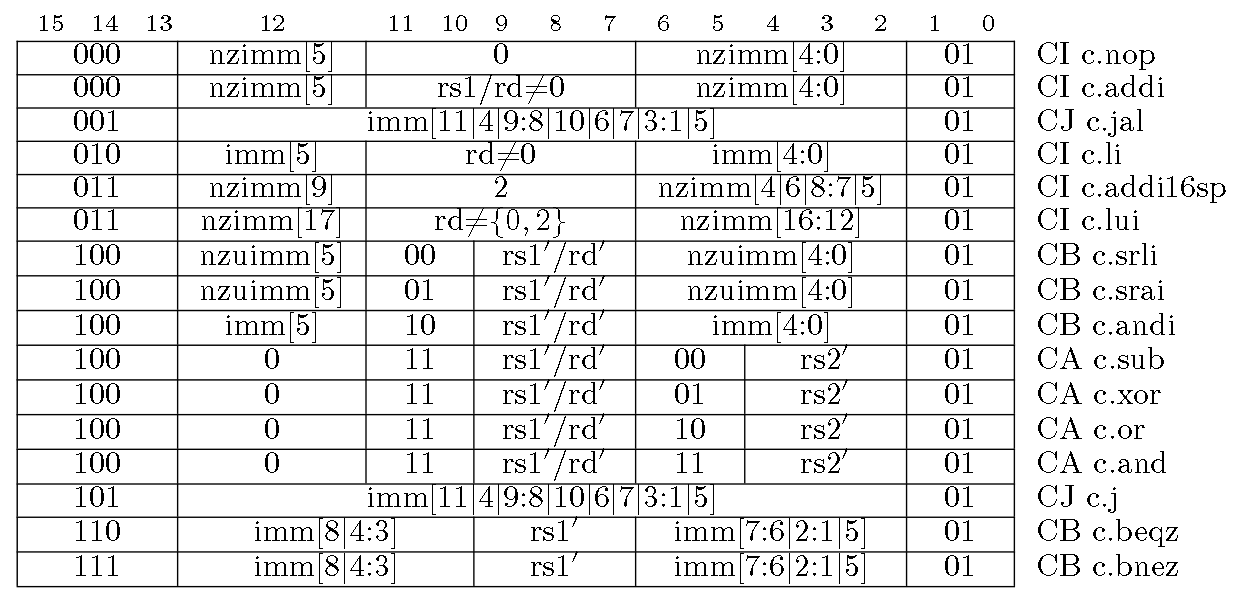 15 14 13 12 11 10 9 8 7 6 5 4 3 2 1 0
000 nzimm[5] 0 nzimm[4:0] 01 CI c.nop
000 nzimm[5] rs1/rd≠0 nzimm[4:0] 01 CI c.addi
001 imm[11|4|9:8|10|6|7|3:1|5] 01 CJ c.jal
010 imm[5] rd≠0 imm[4:0] 01 CI c.li
011 nzimm[9] 2 nzimm[4|6|8:7|5] 01 CI c.addi16sp
011 nzimm[17] rd≠{0, 2} nzimm[16:12] 01 CI c.lui
100 nzuimm[5] 00 rs1′/rd′ nzuimm[4:0] 01 CB c.srli
100 nzuimm[5] 01 rs1′/rd′ nzuimm[4:0] 01 CB c.srai
100 imm[5] 10 rs1′/rd′ imm[4:0] 01 CB c.andi
100 0 11 rs1′/rd′ 00 rs2′ 01 CA c.sub
100 0 11 rs1′/rd′ 01 rs2′ 01 CA c.xor
100 0 11 rs1′/rd′ 10 rs2′ 01 CA c.or
100 0 11 rs1′/rd′ 11 rs2′ 01 CA c.and
101 imm[11|4|9:8|10|6|7|3:1|5] 01 CJ c.j
110 imm[8|4:3] rs1′ imm[7:6|2:1|5] 01 CB c.beqz
111 imm[8|4:3] rs1′ imm[7:6|2:1|5] 01 CB c.bnez